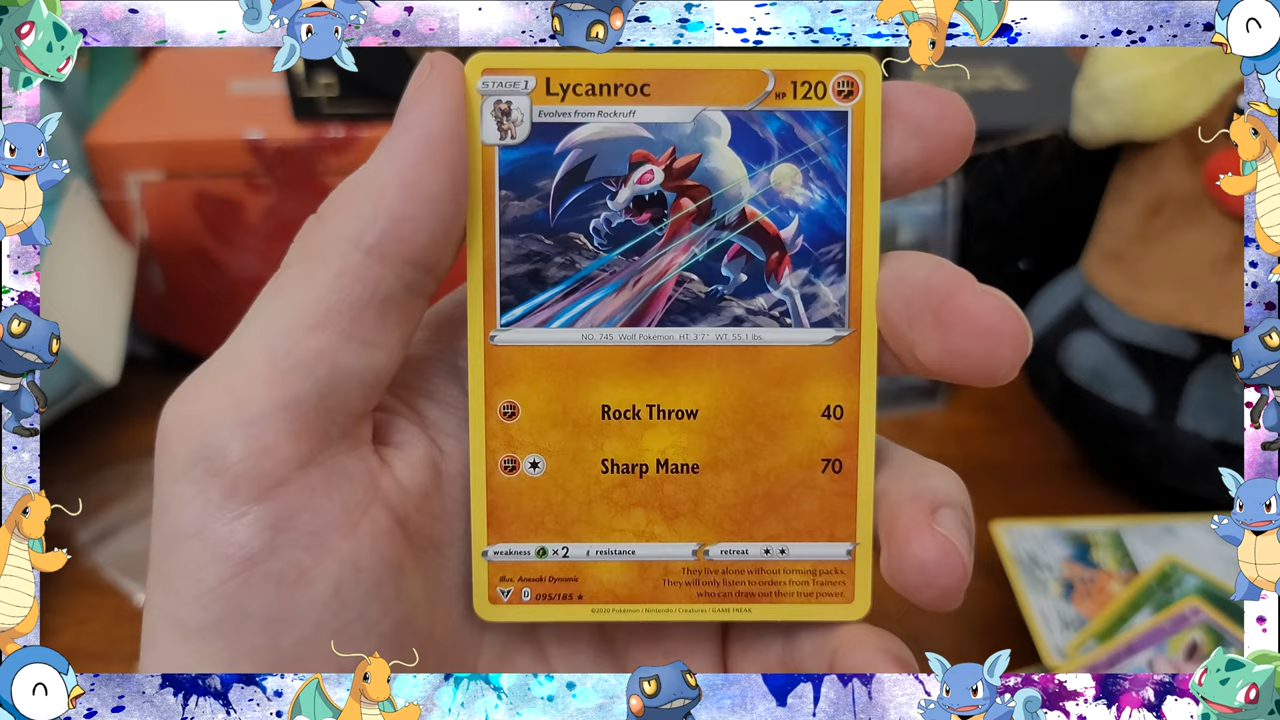 STAGE 1 Lycanroc HP 120
Evolves from Rockruff
NO. 745 Wolf Pokémon HT: 3'7" WT: 55.1 lbs.
Rock Throw 40
Sharp Mane 70
weakness ×2 resistance retreat
Illus. Anesaki Dynamic
They live alone without forming packs.
They will only listen to orders from Trainers
who can draw out their true power.
D 095/185 ★
©2020 Pokémon / Nintendo / Creatures / GAME FREAK